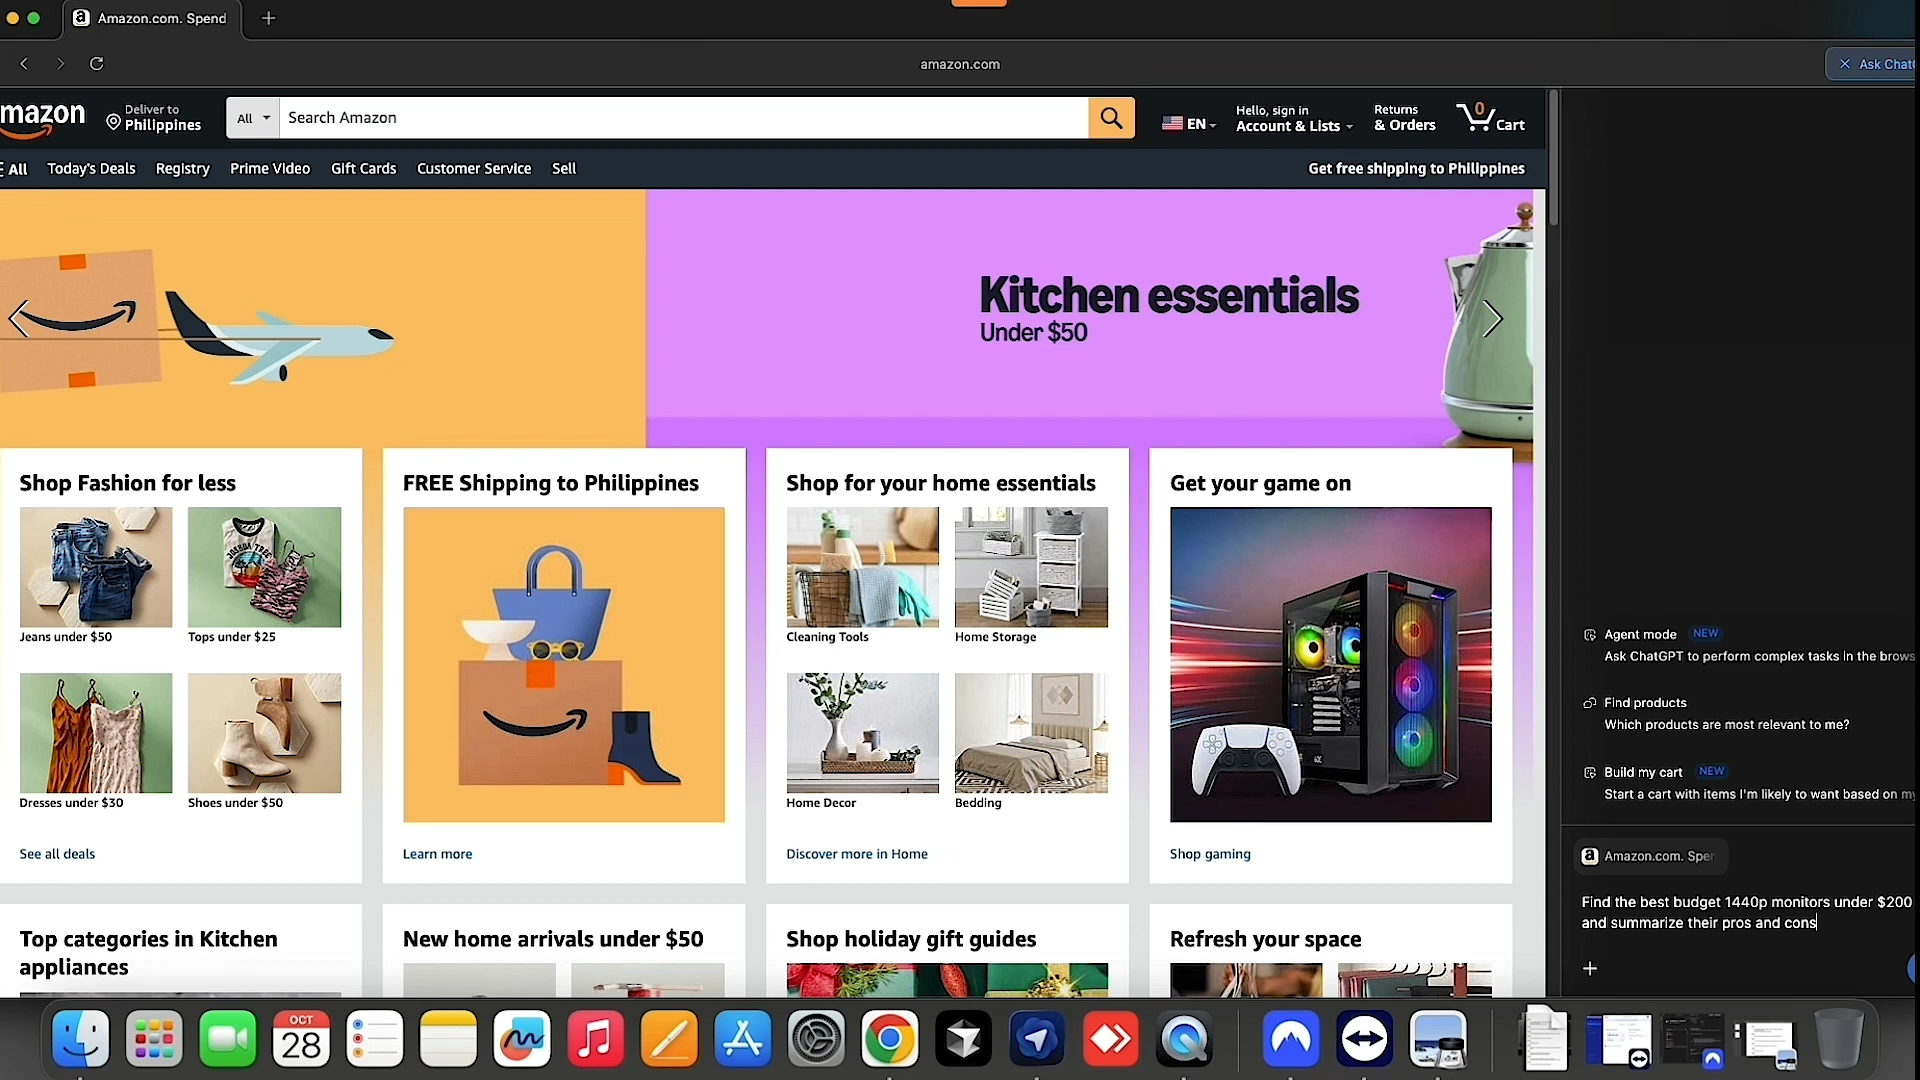 Amazon.com. Spend
amazon.com
Ask Chat
mazon
Deliver to
Philippines
All
Search Amazon
EN
Hello, sign in
Account & Lists
Returns
& Orders
0
Cart
All
Today's Deals
Registry
Prime Video
Gift Cards
Customer Service
Sell
Get free shipping to Philippines
Kitchen essentials
Under $50
Shop Fashion for less
Jeans under $50
Tops under $25
Dresses under $30
Shoes under $50
See all deals
FREE Shipping to Philippines
Learn more
Shop for your home essentials
Cleaning Tools
Home Storage
Home Decor
Bedding
Discover more in Home
Get your game on
Shop gaming
Top categories in Kitchen
appliances
New home arrivals under $50
Shop holiday gift guides
Refresh your space
Agent mode NEW
Ask ChatGPT to perform complex tasks in the brows
Find products
Which products are most relevant to me?
Build my cart NEW
Start a cart with items I'm likely to want based on my
Amazon.com. Spen
Find the best budget 1440p monitors under $200
and summarize their pros and cons
OCT
28